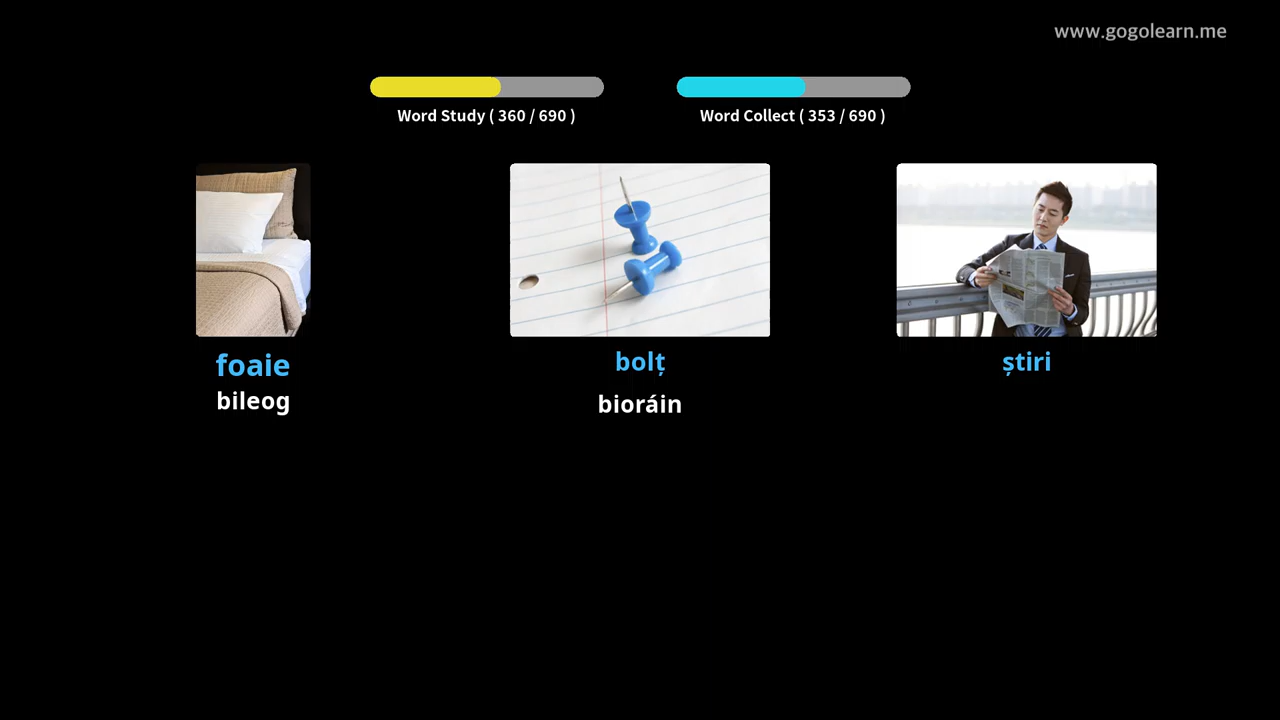 www.gogolearn.me
Word Study ( 360 / 690 )
Word Collect ( 353 / 690 )
foaie
bolț
știri
bileog
bioráin